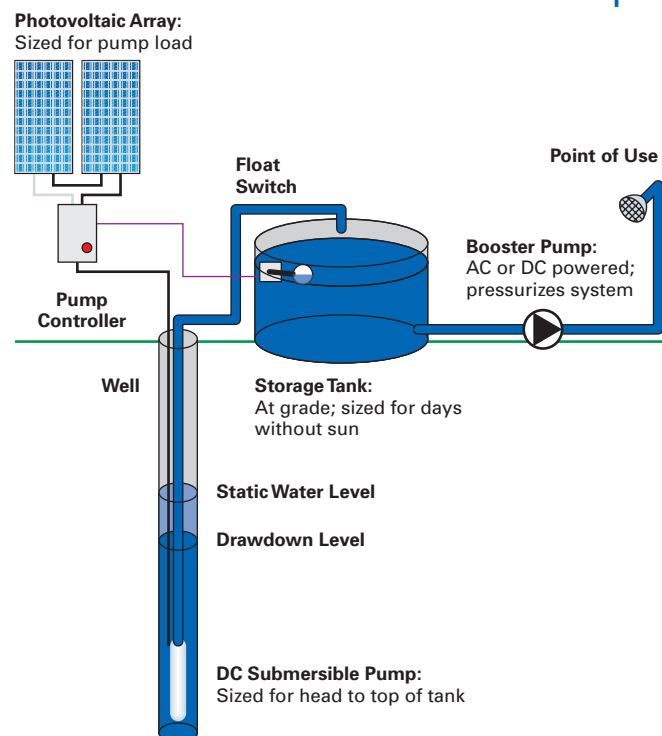 Photovoltaic Array:
Sized for pump load
Float
Switch
Point of Use
Booster Pump:
AC or DC powered;
pressurizes system
Pump
Controller
Well
Storage Tank:
At grade; sized for days
without sun
Static Water Level
Drawdown Level
DC Submersible Pump:
Sized for head to top of tank